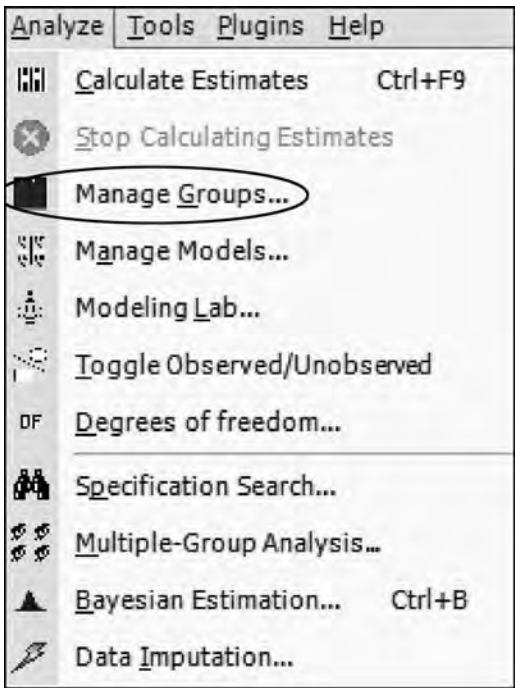 Analyze Tools Plugins Help
Calculate Estimates Ctrl+F9
Stop Calculating Estimates
Manage Groups...
Manage Models...
Modeling Lab...
Toggle Observed/Unobserved
DF Degrees of freedom...
Specification Search...
Multiple-Group Analysis...
Bayesian Estimation... Ctrl+B
Data Imputation...